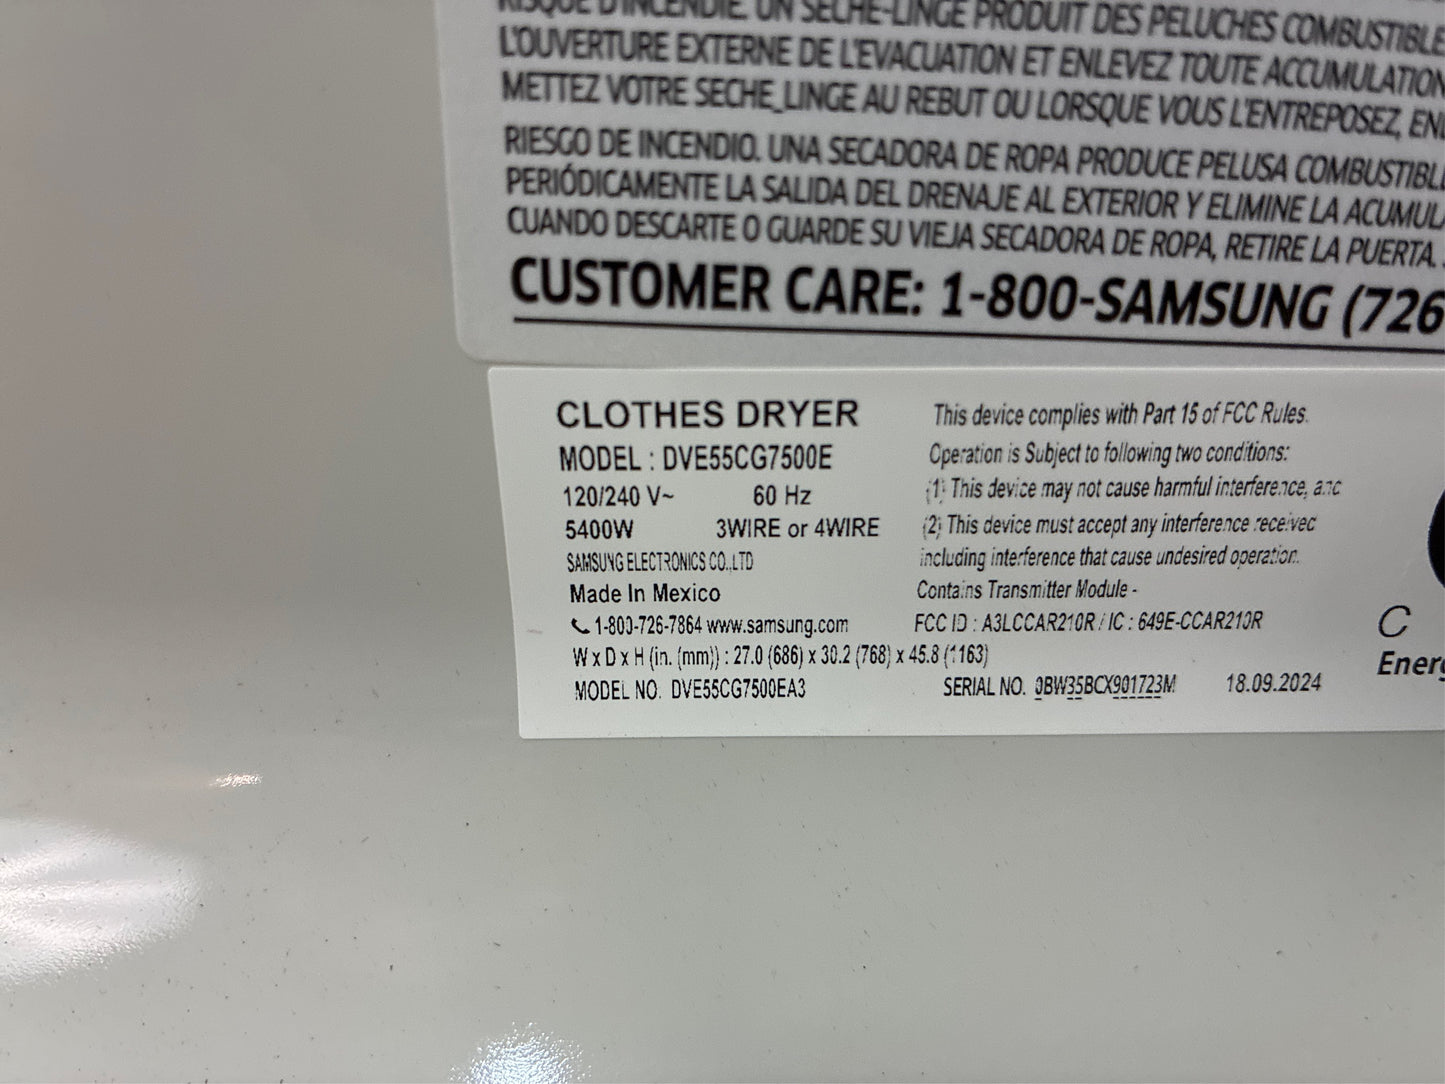 RISQUE D'INCENDIE. UN SÈCHE-LINGE PRODUIT DES PELUCHES COMBUSTIBLE
L'OUVERTURE EXTERNE DE L'ÉVACUATION ET ENLEVEZ TOUTE ACCUMULATION
METTEZ VOTRE SECHE_LINGE AU REBUT OU LORSQUE VOUS L'ENTREPOSEZ,
RIESGO DE INCENDIO. UNA SECADORA DE ROPA PRODUCE PELUSA COMBUSTIBL
PERIÓDICAMENTE LA SALIDA DEL DRENAJE AL EXTERIOR Y ELIMINE LA ACUMUL
CUANDO DESCARTE O GUARDE SU VIEJA SECADORA DE ROPA, RETIRE LA PUERTA.
CUSTOMER CARE: 1-800-SAMSUNG (726
CLOTHES DRYER
MODEL : DVE55CG7500E
120/240 V~ 60 Hz
5400W 3WIRE or 4WIRE
SAMSUNG ELECTRONICS CO.,LTD
Made In Mexico
1-800-726-7864 www.samsung.com
W x D x H (in. (mm)) : 27.0 (686) x 30.2 (768) x 45.8 (1163)
MODEL NO. DVE55CG7500EA3
This device complies with Part 15 of FCC Rules.
Operation is Subject to following two conditions:
(1) This device may not cause harmful interference, and
(2) This device must accept any interference received
including interference that cause undesired operation.
Contains Transmitter Module -
FCC ID : A3LCCAR210R / IC : 649E-CCAR210R
SERIAL NO. 0BW35BCX901723M 18.09.2024
C
Energ